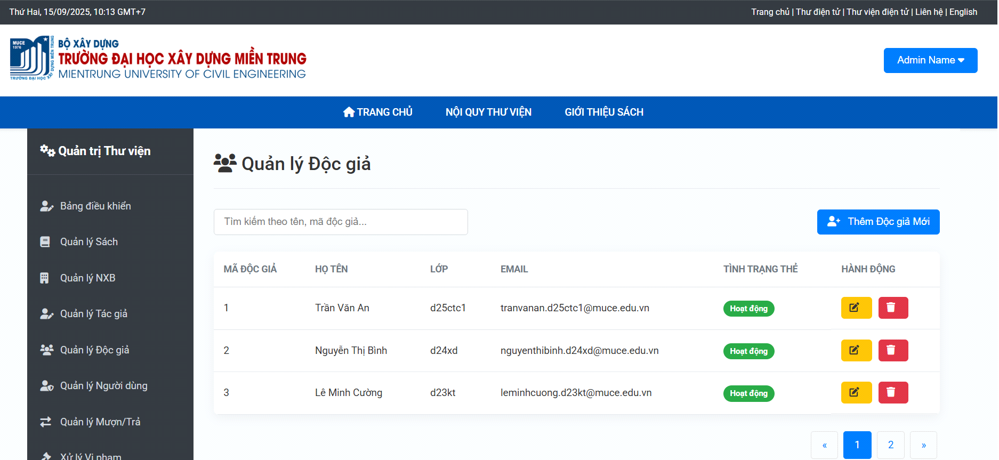 Thứ Hai, 15/09/2025, 10:13 GMT+7
Trang chủ | Thư điện tử | Thư viện điện tử | Liên hệ | English
MUCE
1976
TRƯỜNG ĐẠI HỌC XÂY DỰNG MIỀN TRUNG
BỘ XÂY DỰNG
TRƯỜNG ĐẠI HỌC XÂY DỰNG MIỀN TRUNG
MIENTRUNG UNIVERSITY OF CIVIL ENGINEERING
Admin Name
TRANG CHỦ
NỘI QUY THƯ VIỆN
GIỚI THIỆU SÁCH
Quản trị Thư viện
Bảng điều khiển
Quản lý Sách
Quản lý NXB
Quản lý Tác giả
Quản lý Độc giả
Quản lý Người dùng
Quản lý Mượn/Trả
Xử lý Vi phạm
Quản lý Độc giả
Tìm kiếm theo tên, mã độc giả...
Thêm Độc giả Mới
MÃ ĐỘC GIẢ HỌ TÊN LỚP EMAIL TÌNH TRẠNG THẺ HÀNH ĐỘNG
1 Trần Văn An d25ctc1 tranvanan.d25ctc1@muce.edu.vn Hoạt động
2 Nguyễn Thị Bình d24xd nguyenthibinh.d24xd@muce.edu.vn Hoạt động
3 Lê Minh Cường d23kt leminhcuong.d23kt@muce.edu.vn Hoạt động
« 1 2 »